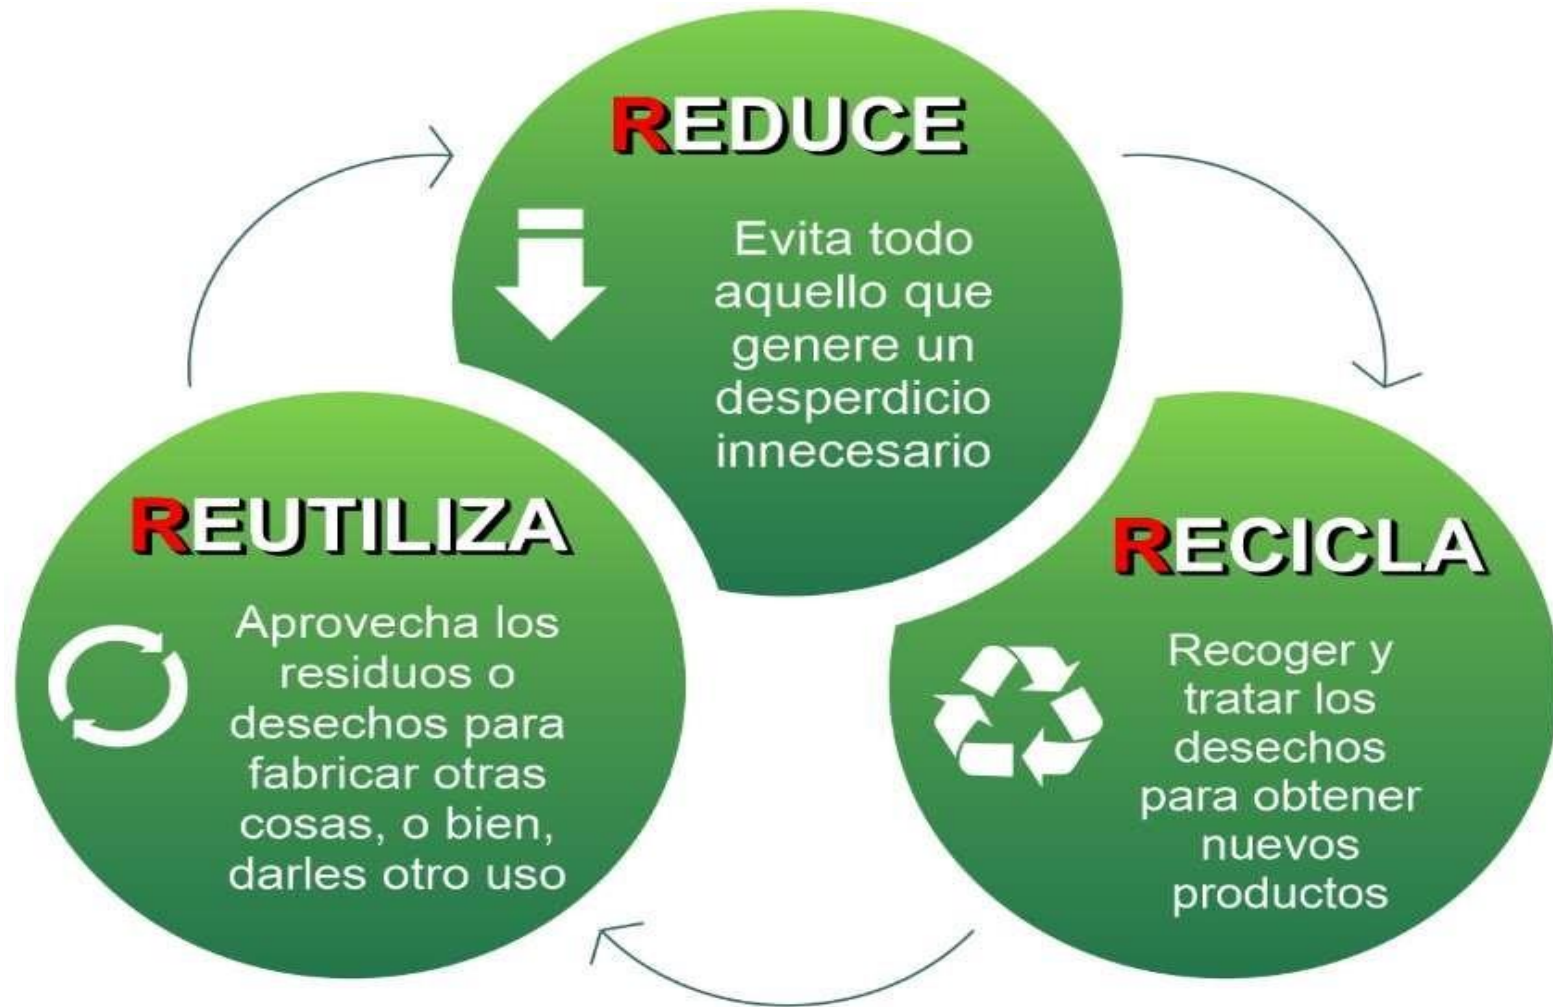 REDUCE
Evita todo
aquello que
genere un
desperdicio
innecesario
REUTILIZA
Aprovecha los
residuos o
desechos para
fabricar otras
cosas, o bien,
darles otro uso
RECICLA
Recoger y
tratar los
desechos
para obtener
nuevos
productos